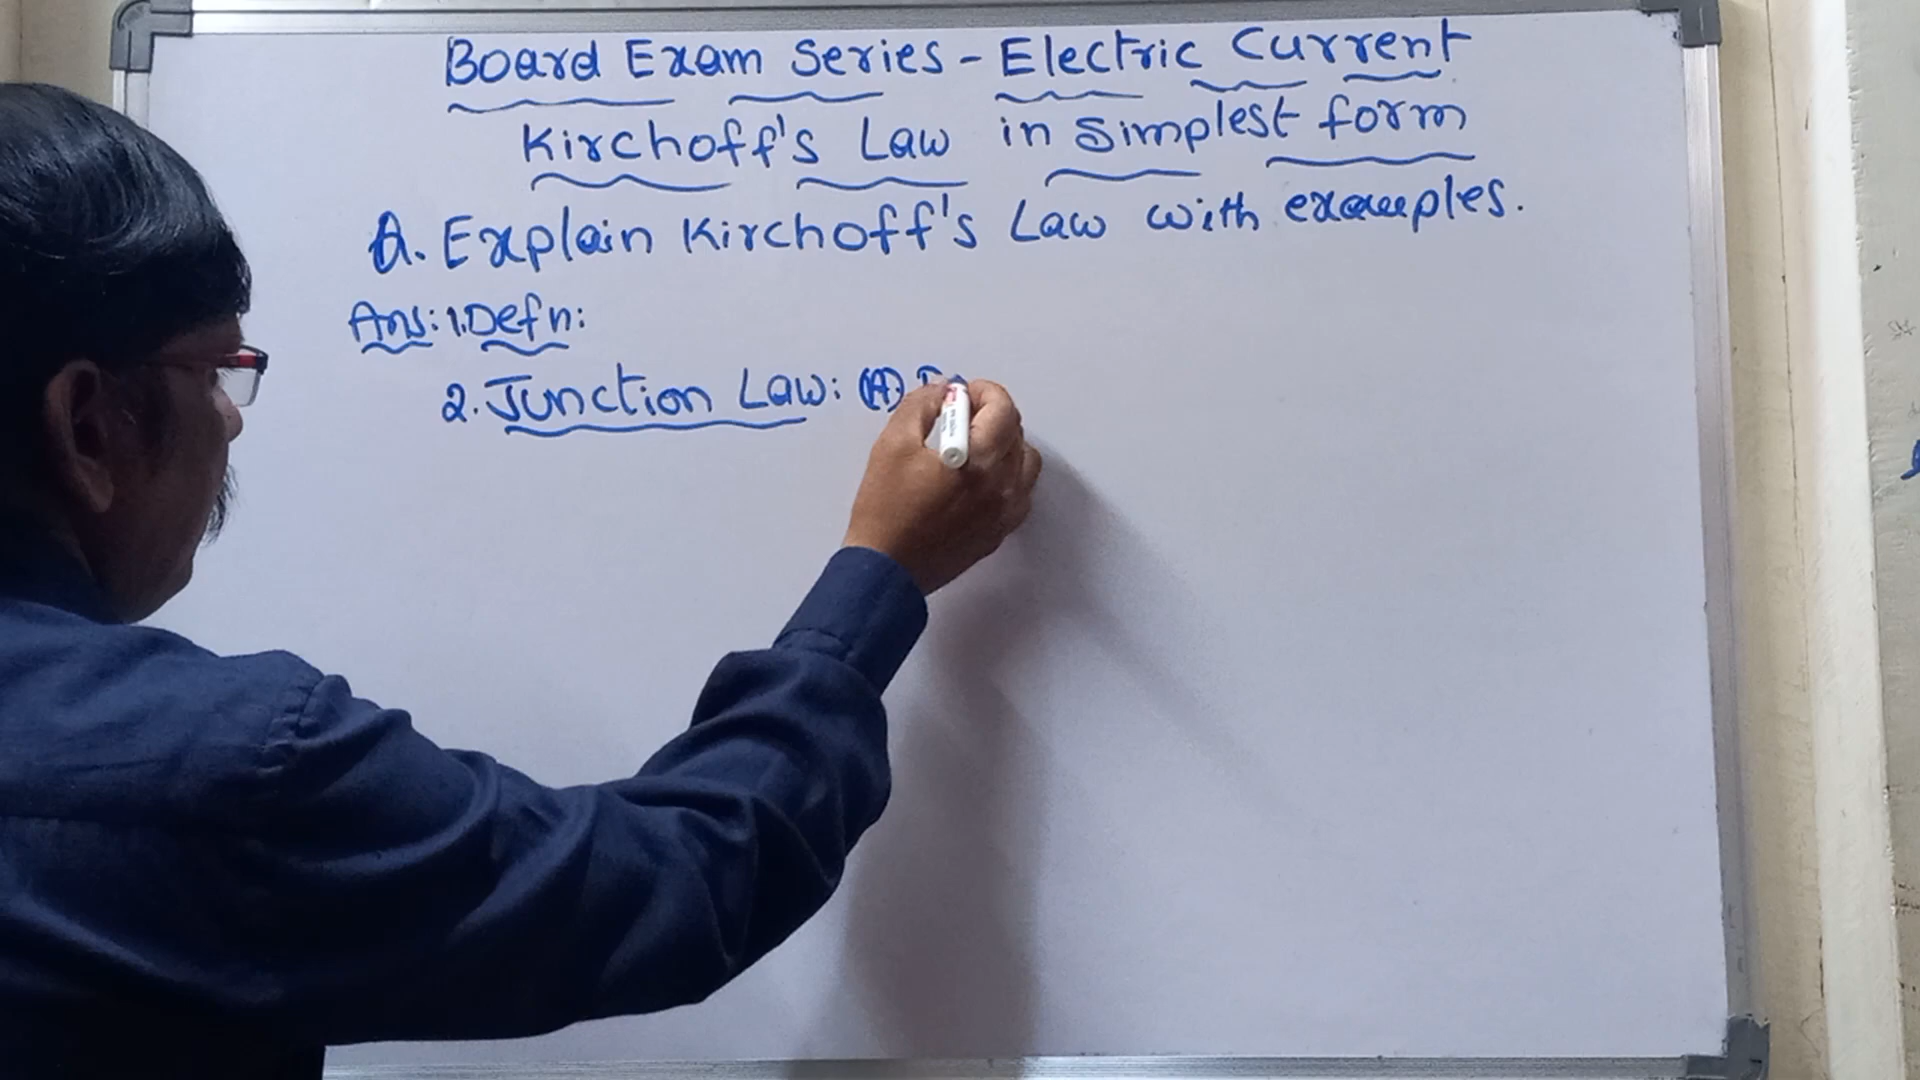 Board Exam Series - Electric Current
Kirchoff's Law in Simplest form
Q. Explain Kirchoff's Law with examples.
Ans: 1. Defn:
2. Junction Law: (A)